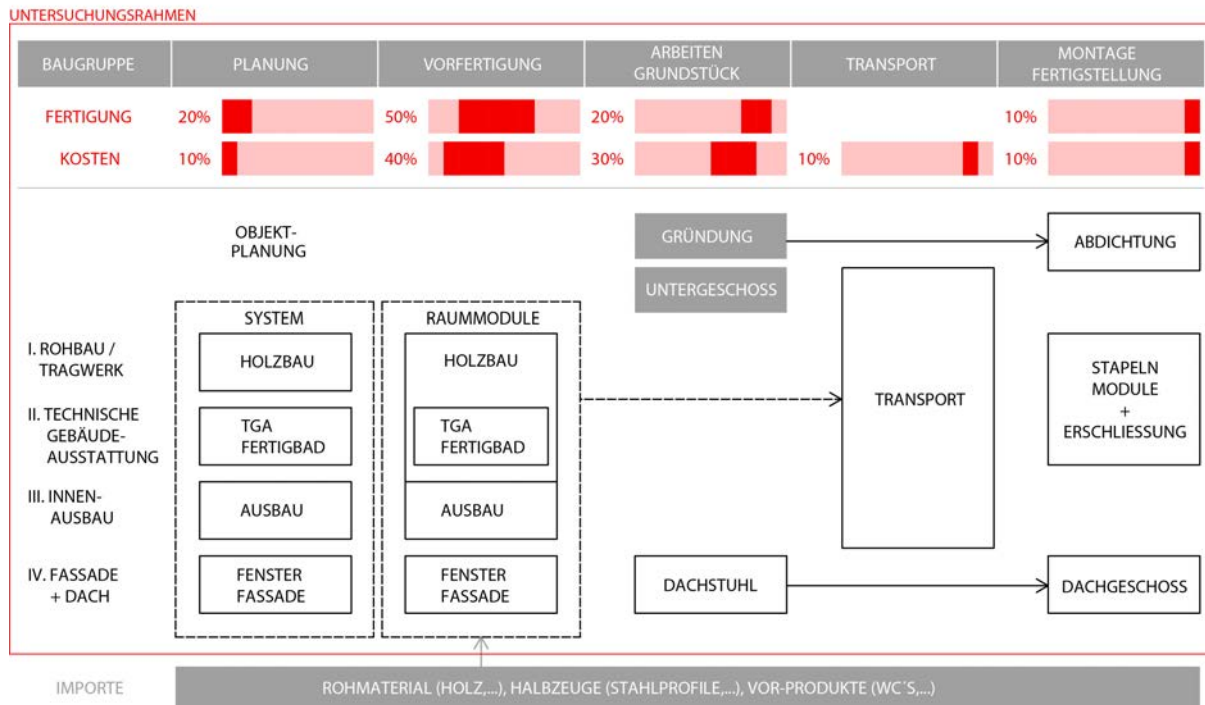 UNTERSUCHUNGSRAHMEN
BAUGRUPPE
PLANUNG
VORFERTIGUNG
ARBEITEN
GRUNDSTÜCK
TRANSPORT
MONTAGE
FERTIGSTELLUNG
FERTIGUNG
20%
50%
20%
10%
KOSTEN
10%
40%
30%
10%
10%
OBJEKT-
PLANUNG
GRÜNDUNG
ABDICHTUNG
UNTERGESCHOSS
SYSTEM
RAUMMODULE
I. ROHBAU /
TRAGWERK
HOLZBAU
HOLZBAU
TRANSPORT
STAPELN
MODULE
+
ERSCHLIESSUNG
II. TECHNISCHE
GEBÄUDE-
AUSSTATTUNG
TGA
FERTIGBAD
TGA
FERTIGBAD
III. INNEN-
AUSBAU
AUSBAU
AUSBAU
IV. FASSADE
+ DACH
FENSTER
FASSADE
FENSTER
FASSADE
DACHSTUHL
DACHGESCHOSS
IMPORTE
ROHMATERIAL (HOLZ,...), HALBZEUGE (STAHLPROFILE,...), VOR-PRODUKTE (WC´S,...)